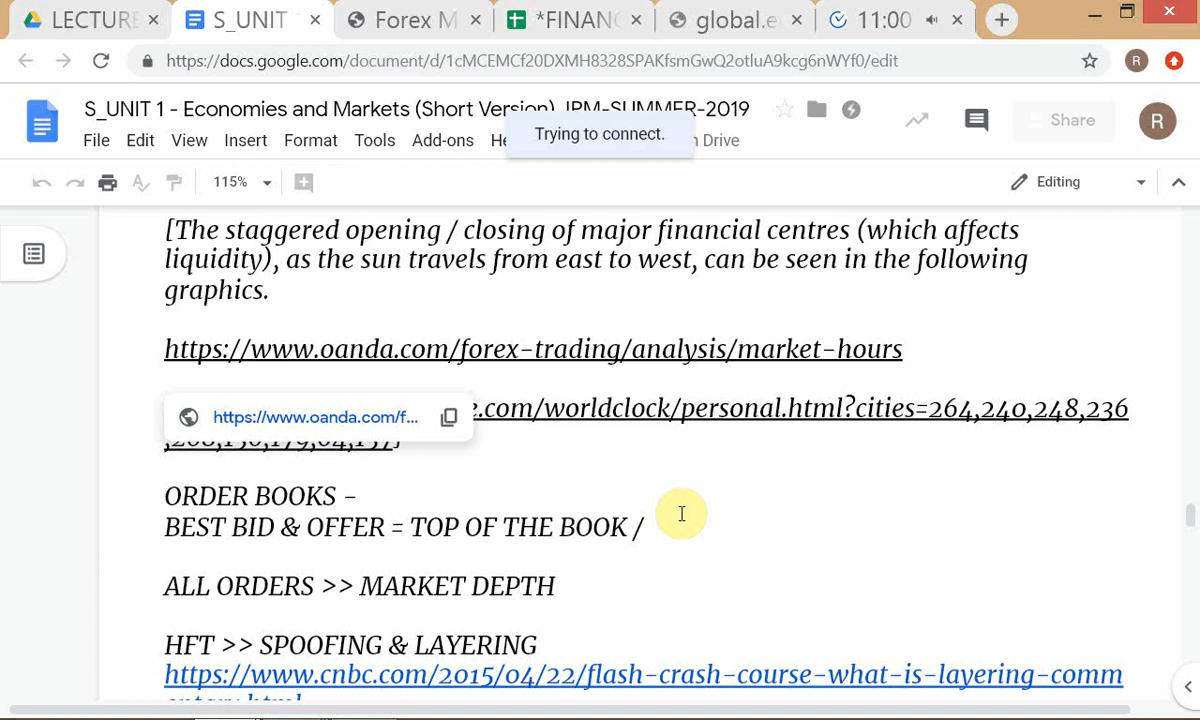 LECTURE
S_UNIT
Forex M
*FINANC
global.e
11:00
https://docs.google.com/document/d/1cMCEMCf20DXMH8328SPAKfsmGwQ2otluA9kcg6nWYf0/edit
R
S_UNIT 1 - Economies and Markets (Short Version) JPM-SUMMER-2019
Share
R
Trying to connect.
File Edit View Insert Format Tools Add-ons He Drive
115%
Editing
[The staggered opening / closing of major financial centres (which affects
liquidity), as the sun travels from east to west, can be seen in the following
graphics.
https://www.oanda.com/forex-trading/analysis/market-hours
e.com/worldclock/personal.html?cities=264,240,248,236
https://www.oanda.com/f...
ORDER BOOKS –
BEST BID & OFFER = TOP OF THE BOOK /
ALL ORDERS >> MARKET DEPTH
HFT >> SPOOFING & LAYERING
https://www.cnbc.com/2015/04/22/flash-crash-course-what-is-layering-comm